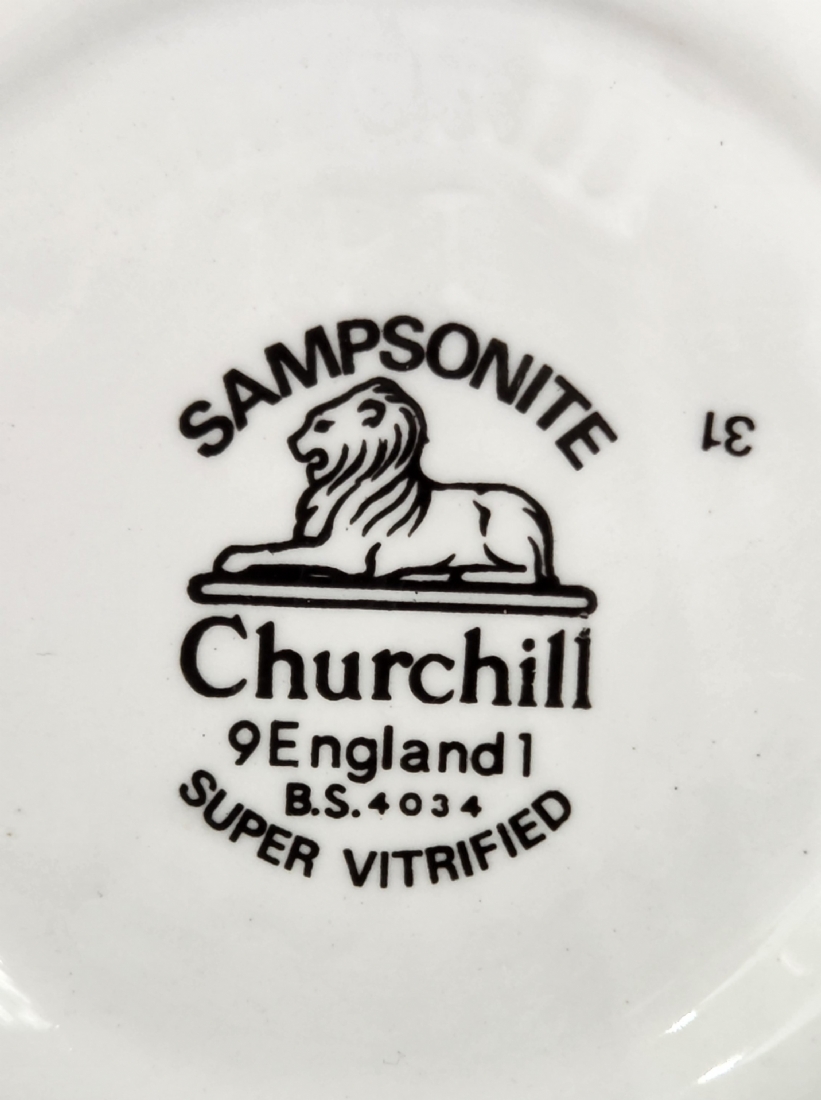 SAMPSONITE
31
Churchill
9England1
B.S.4034
SUPER VITRIFIED